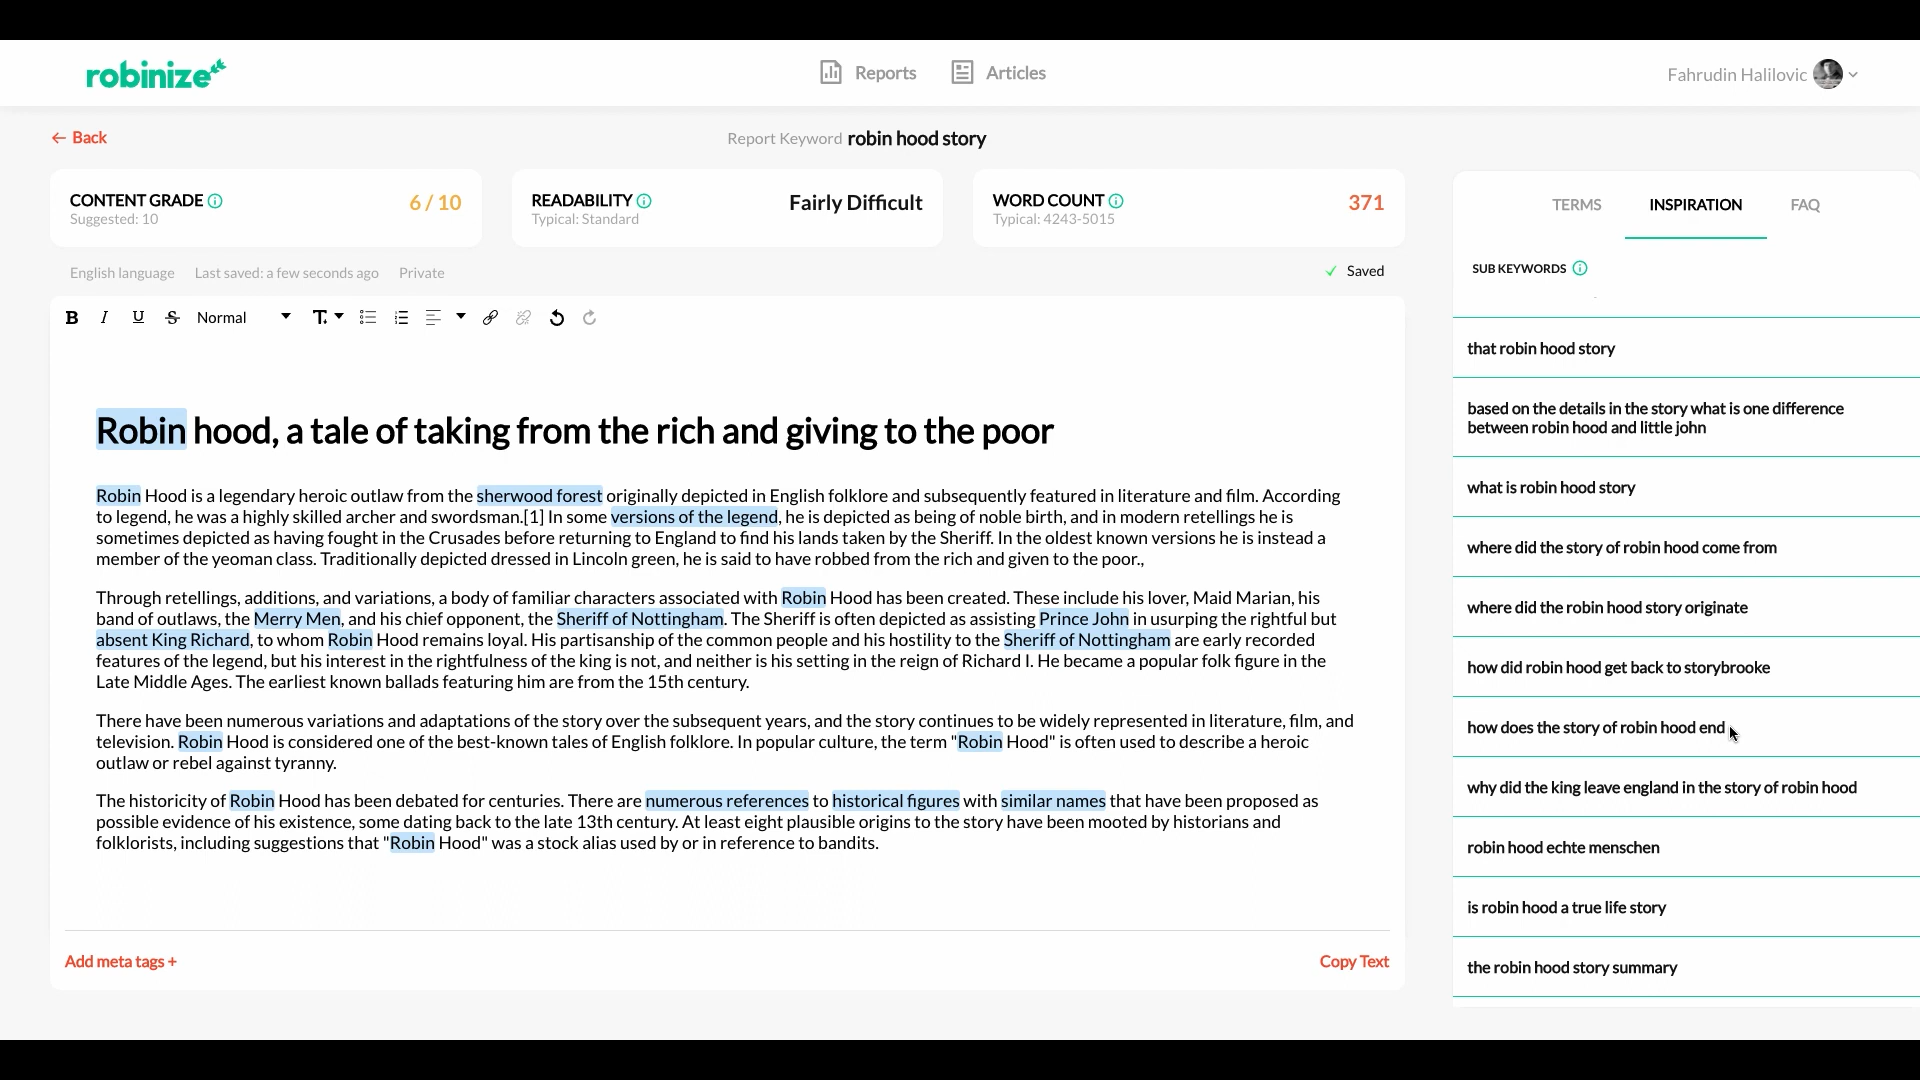 robinize
Reports
Articles
Fahrudin Halilovic
Back
Report Keyword robin hood story
CONTENT GRADE
Suggested: 10
6 / 10
READABILITY
Typical: Standard
Fairly Difficult
WORD COUNT
Typical: 4243-5015
371
English language
Last saved: a few seconds ago
Private
Saved
B I U S Normal
Robin hood, a tale of taking from the rich and giving to the poor
Robin Hood is a legendary heroic outlaw from the sherwood forest originally depicted in English folklore and subsequently featured in literature and film. According
to legend, he was a highly skilled archer and swordsman.[1] In some versions of the legend, he is depicted as being of noble birth, and in modern retellings he is
sometimes depicted as having fought in the Crusades before returning to England to find his lands taken by the Sheriff. In the oldest known versions he is instead a
member of the yeoman class. Traditionally depicted dressed in Lincoln green, he is said to have robbed from the rich and given to the poor.,
Through retellings, additions, and variations, a body of familiar characters associated with Robin Hood has been created. These include his lover, Maid Marian, his
band of outlaws, the Merry Men, and his chief opponent, the Sheriff of Nottingham. The Sheriff is often depicted as assisting Prince John in usurping the rightful but
absent King Richard, to whom Robin Hood remains loyal. His partisanship of the common people and his hostility to the Sheriff of Nottingham are early recorded
features of the legend, but his interest in the rightfulness of the king is not, and neither is his setting in the reign of Richard I. He became a popular folk figure in the
Late Middle Ages. The earliest known ballads featuring him are from the 15th century.
There have been numerous variations and adaptations of the story over the subsequent years, and the story continues to be widely represented in literature, film, and
television. Robin Hood is considered one of the best-known tales of English folklore. In popular culture, the term "Robin Hood" is often used to describe a heroic
outlaw or rebel against tyranny.
The historicity of Robin Hood has been debated for centuries. There are numerous references to historical figures with similar names that have been proposed as
possible evidence of his existence, some dating back to the late 13th century. At least eight plausible origins to the story have been mooted by historians and
folklorists, including suggestions that "Robin Hood" was a stock alias used by or in reference to bandits.
Add meta tags +
Copy Text
TERMS
INSPIRATION
FAQ
SUB KEYWORDS
that robin hood story
based on the details in the story what is one difference
between robin hood and little john
what is robin hood story
where did the story of robin hood come from
where did the robin hood story originate
how did robin hood get back to storybrooke
how does the story of robin hood end
why did the king leave england in the story of robin hood
robin hood echte menschen
is robin hood a true life story
the robin hood story summary